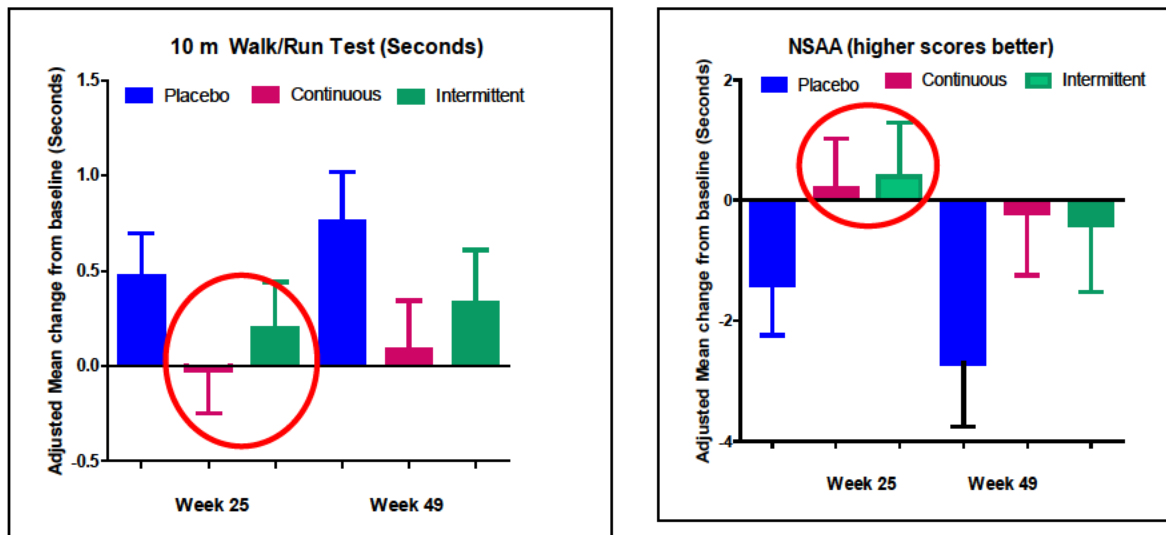 10 m Walk/Run Test (Seconds)
Adjusted Mean change from baseline (Seconds)
1.5
1.0
0.5
0.0
-0.5
Placebo Continuous Intermittent
Week 25 Week 49
NSAA (higher scores better)
Adjusted Mean change from baseline (Seconds)
2
0
-2
-4
Placebo Continuous Intermittent
Week 25 Week 49